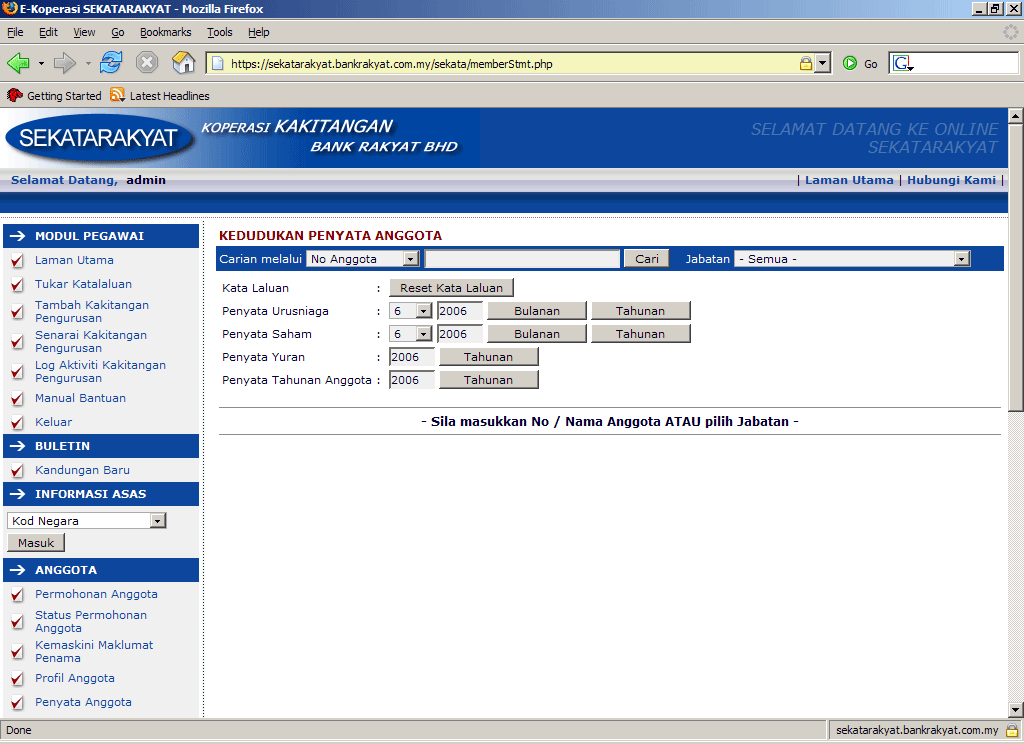 E-Koperasi SEKATARAKYAT - Mozilla Firefox
File Edit View Go Bookmarks Tools Help
https://sekatarakyat.bankrakyat.com.my/sekata/memberStmt.php Go G
Getting Started Latest Headlines
SEKATARAKYAT
KOPERASI KAKITANGAN
BANK RAKYAT BHD
SELAMAT DATANG KE ONLINE
SEKATARAKYAT
Selamat Datang, admin
| Laman Utama | Hubungi Kami |
MODUL PEGAWAI
Laman Utama
Tukar Katalaluan
Tambah Kakitangan
Pengurusan
Senarai Kakitangan
Pengurusan
Log Aktiviti Kakitangan
Pengurusan
Manual Bantuan
Keluar
BULETIN
Kandungan Baru
INFORMASI ASAS
Kod Negara
Masuk
ANGGOTA
Permohonan Anggota
Status Permohonan
Anggota
Kemaskini Maklumat
Penama
Profil Anggota
Penyata Anggota
KEDUDUKAN PENYATA ANGGOTA
Carian melalui No Anggota Cari Jabatan - Semua -
Kata Laluan : Reset Kata Laluan
Penyata Urusniaga : 6 2006 Bulanan Tahunan
Penyata Saham : 6 2006 Bulanan Tahunan
Penyata Yuran : 2006 Tahunan
Penyata Tahunan Anggota : 2006 Tahunan
- Sila masukkan No / Nama Anggota ATAU pilih Jabatan -
Done
sekatarakyat.bankrakyat.com.my